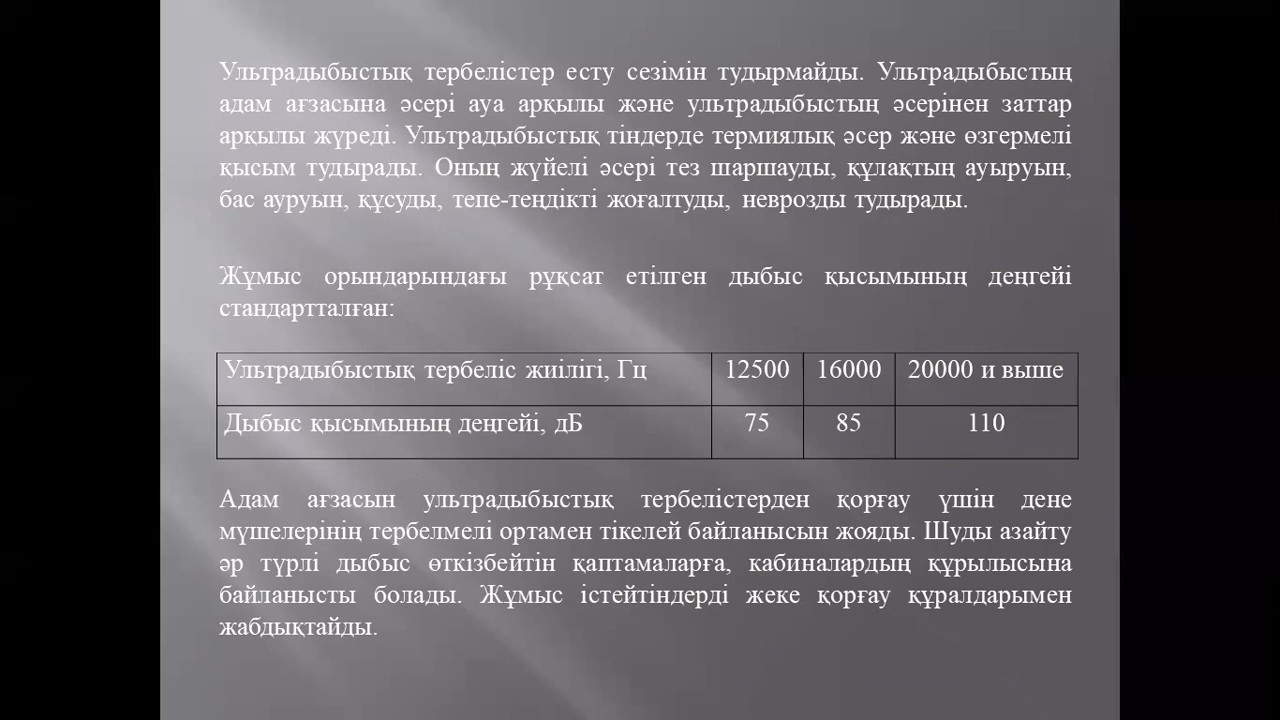 Ультрадыбыстық тербелістер есту сезімін тудырмайды. Ультрадыбыстың
адам ағзасына әсері ауа арқылы және ультрадыбыстың әсерінен заттар
арқылы жүреді. Ультрадыбыстық тіндерде термиялық әсер және өзгермелі
қысым тудырады. Оның жүйелі әсері тез шаршауды, құлақтың ауыруын,
бас ауруын, құсуды, тепе-теңдікті жоғалтуды, неврозды тудырады.
Жұмыс орындарындағы рұқсат етілген дыбыс қысымының деңгейі
стандартталған:
Ультрадыбыстық тербеліс жиілігі, Гц 12500 16000 20000 и выше
Дыбыс қысымының деңгейі, дБ 75 85 110
Адам ағзасын ультрадыбыстық тербелістерден қорғау үшін дене
мүшелерінің тербелмелі ортамен тікелей байланысын жояды. Шуды азайту
әр түрлі дыбыс өткізбейтін қаптамаларға, кабиналардың құрылысына
байланысты болады. Жұмыс істейтіндерді жеке қорғау құралдарымен
жабдықтайды.